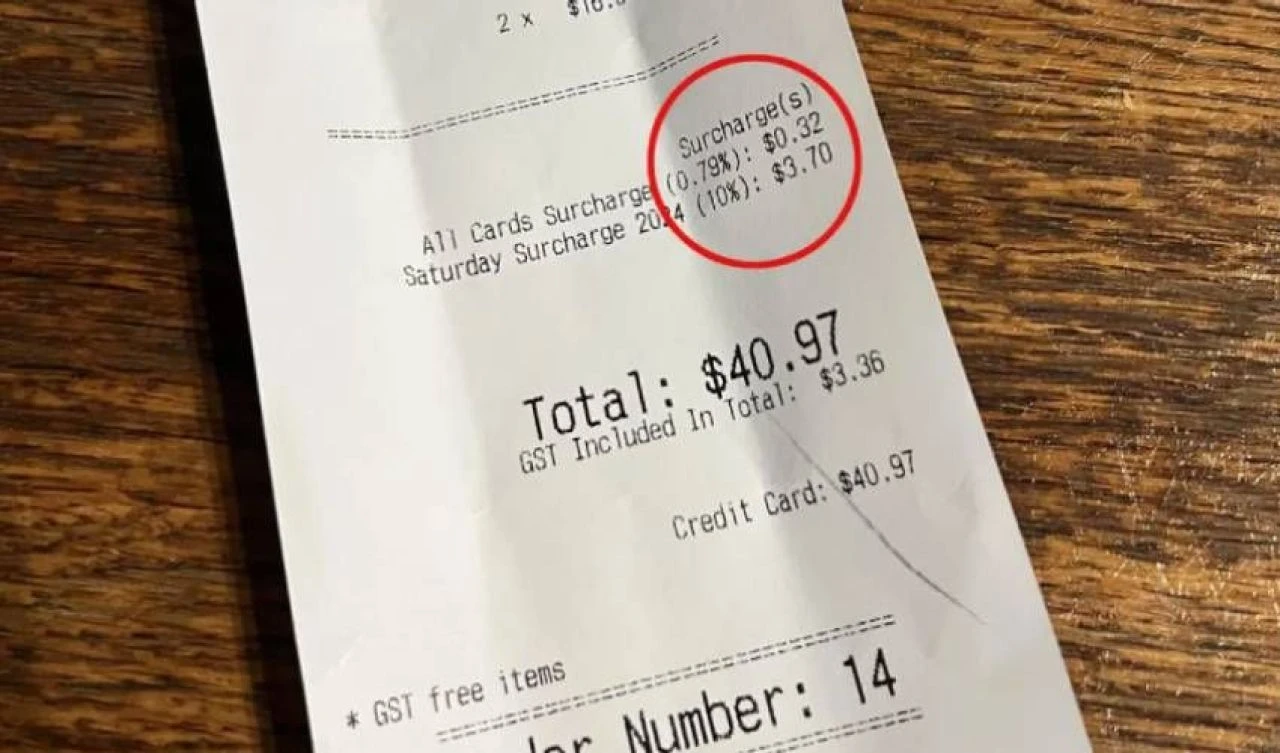 2 x
Surcharge(s)
All Cards Surcharge (0.79%): $0.32
Saturday Surcharge 2024 (10%): $3.70
Total: $40.97
GST Included In Total: $3.36
Credit Card: $40.97
* GST free items
Number: 14